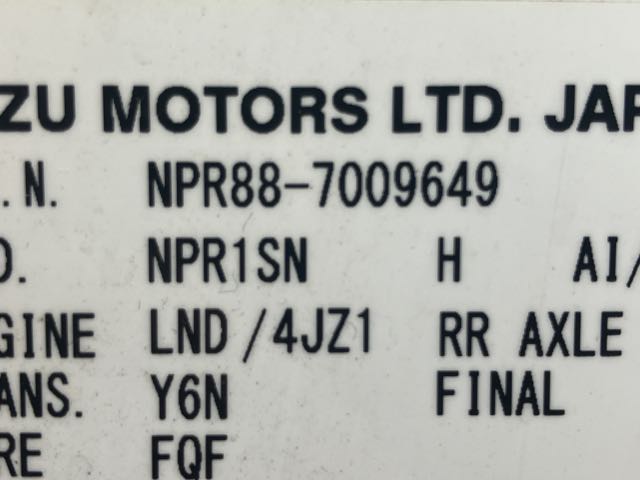 ZU MOTORS LTD. JAP
.N. NPR88-7009649
O. NPR1SN H AI/
GINE LND/4JZ1 RR AXLE
ANS. Y6N FINAL
RE FQF